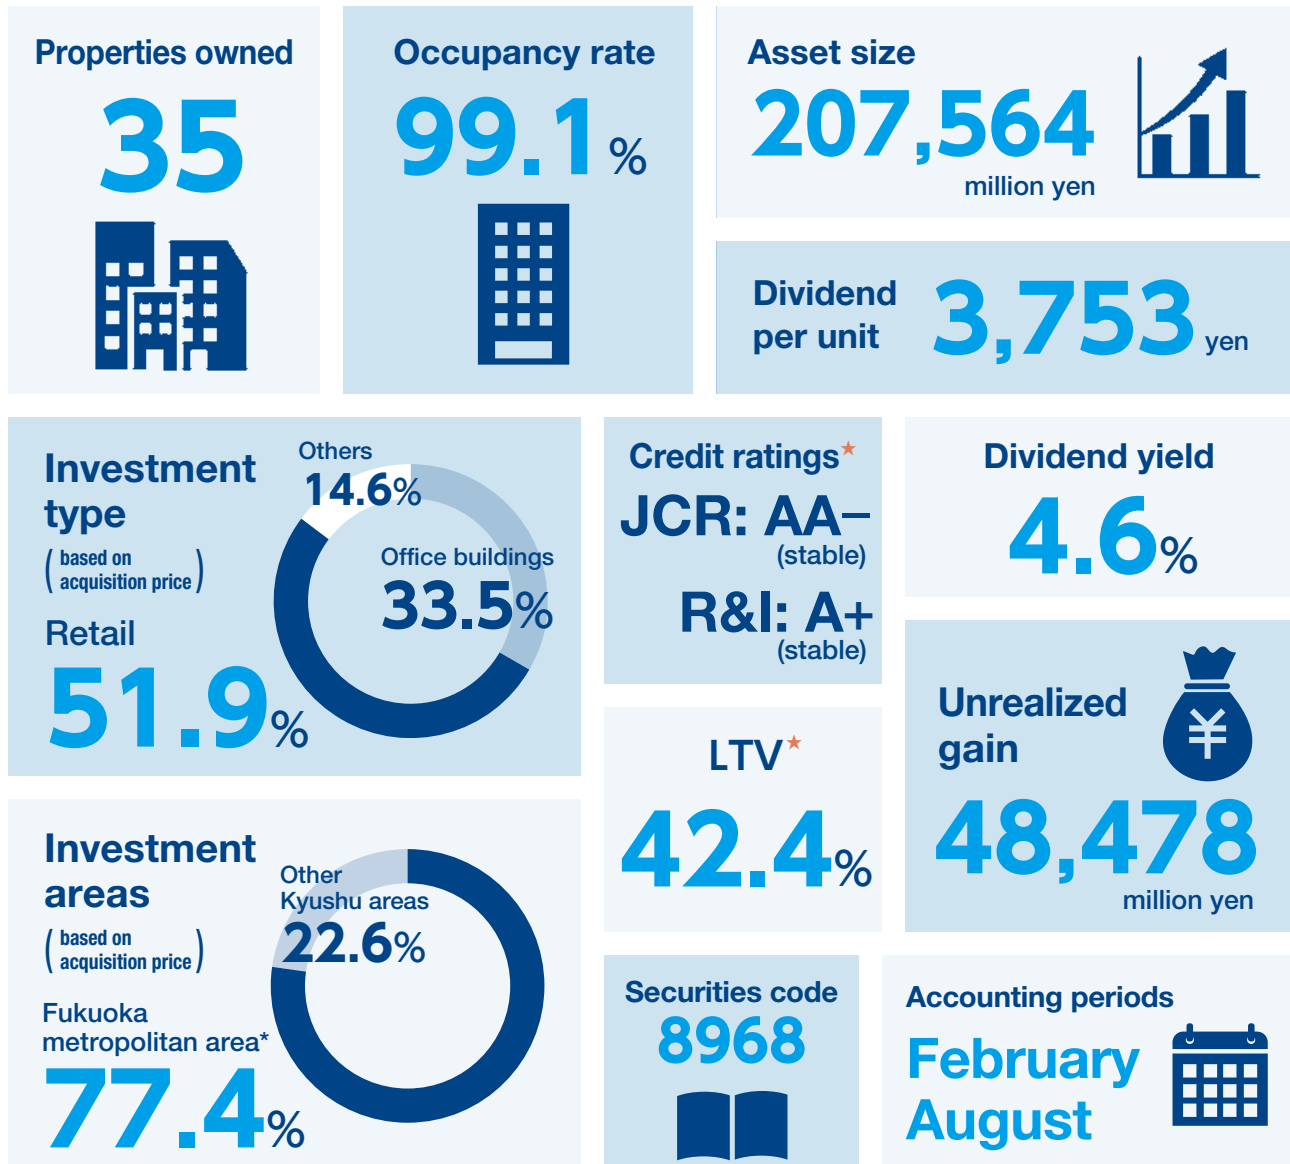 Properties owned
35
Occupancy rate
99.1%
Asset size
207,564
million yen
Dividend
per unit
3,753 yen
Investment
type
(based on
acquisition price)
Others
14.6%
Office buildings
33.5%
Retail
51.9%
Credit ratings★
JCR: AA−
(stable)
R&I: A+
(stable)
Dividend yield
4.6%
LTV★
42.4%
Unrealized
gain
¥
48,478
million yen
Investment
areas
(based on
acquisition price)
Other
Kyushu areas
22.6%
Fukuoka
metropolitan area*
77.4%
Securities code
8968
Accounting periods
February
August